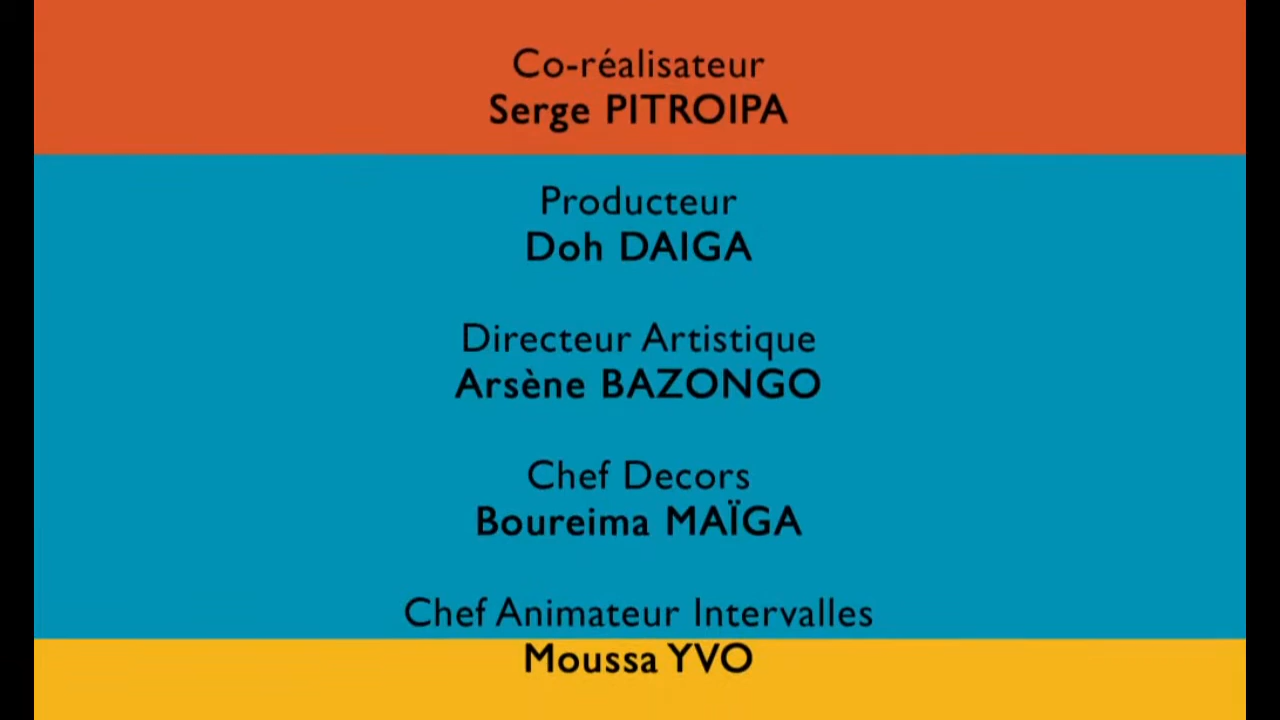 Co-réalisateur
Serge PITROIPA
Producteur
Doh DAIGA
Directeur Artistique
Arsène BAZONGO
Chef Decors
Boureima MAÏGA
Chef Animateur Intervalles
Moussa YVO